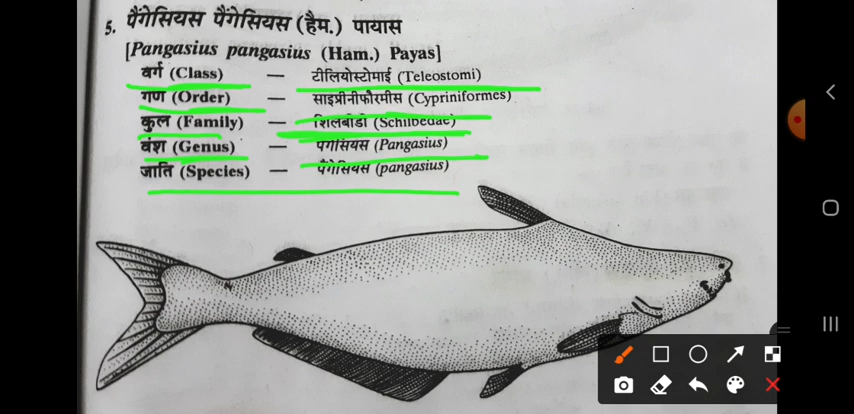 5. पैंगेसियस पैंगेसियस (हैम.) पायास
[Pangasius pangasius (Ham.) Payas]
वर्ग (Class) — टीलियोस्टोमाई (Teleostomi)
गण (Order) — साइप्रीनीफौरमीस (Cypriniformes)
कुल (Family) — शिलबीडी (Schilbedae)
वंश (Genus) — पैंगेसियस (Pangasius)
जाति (Species) — पैंगेसियस (pangasius)